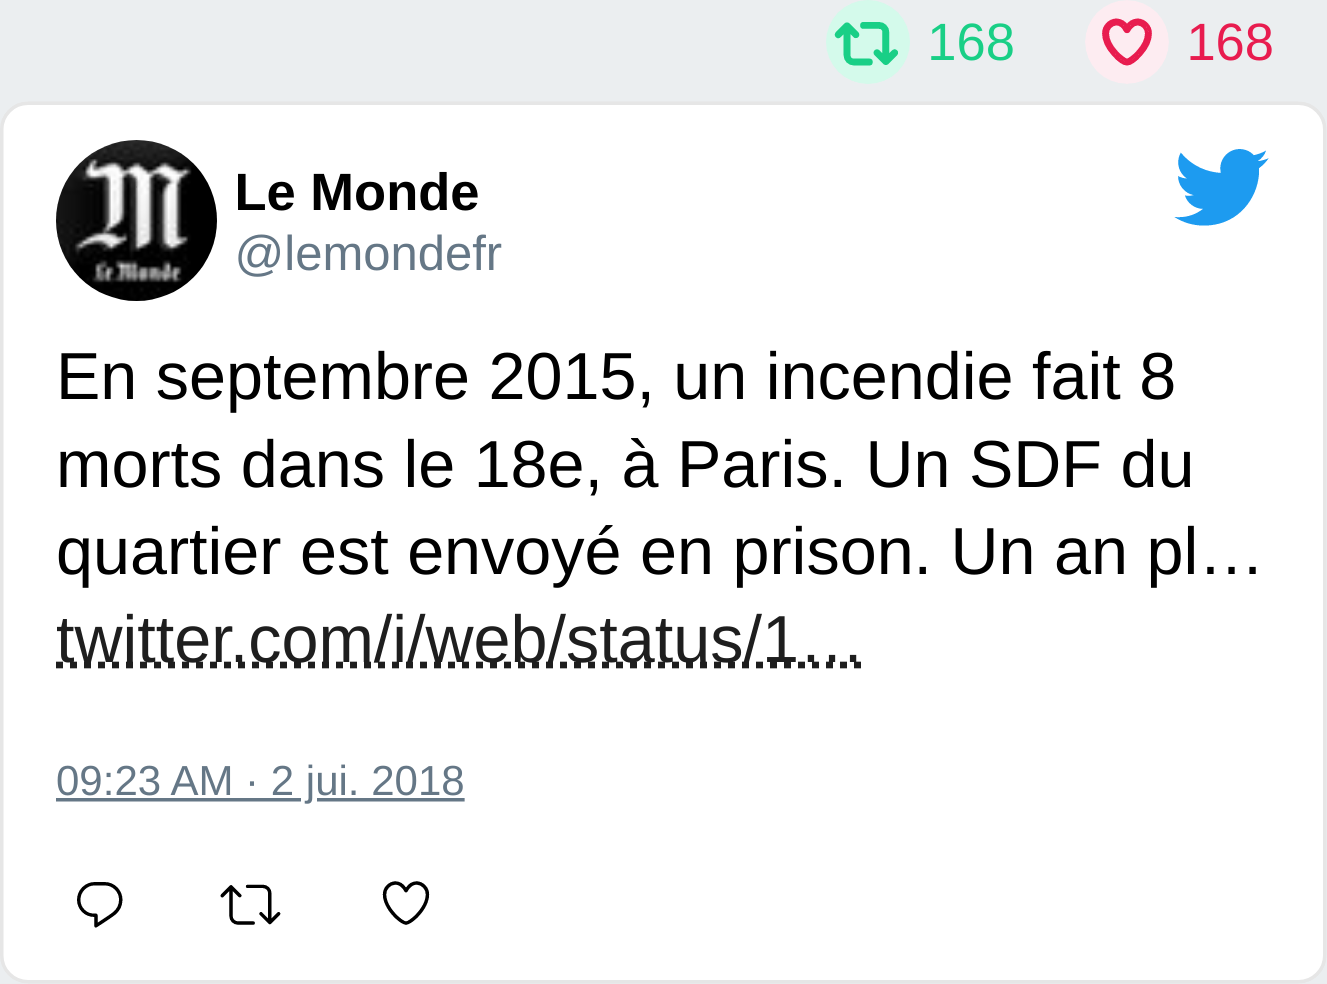 168 168
Le Monde
Le Monde
@lemondefr
En septembre 2015, un incendie fait 8
morts dans le 18e, à Paris. Un SDF du
quartier est envoyé en prison. Un an pl…
twitter.com/i/web/status/1…
09:23 AM · 2 jui. 2018